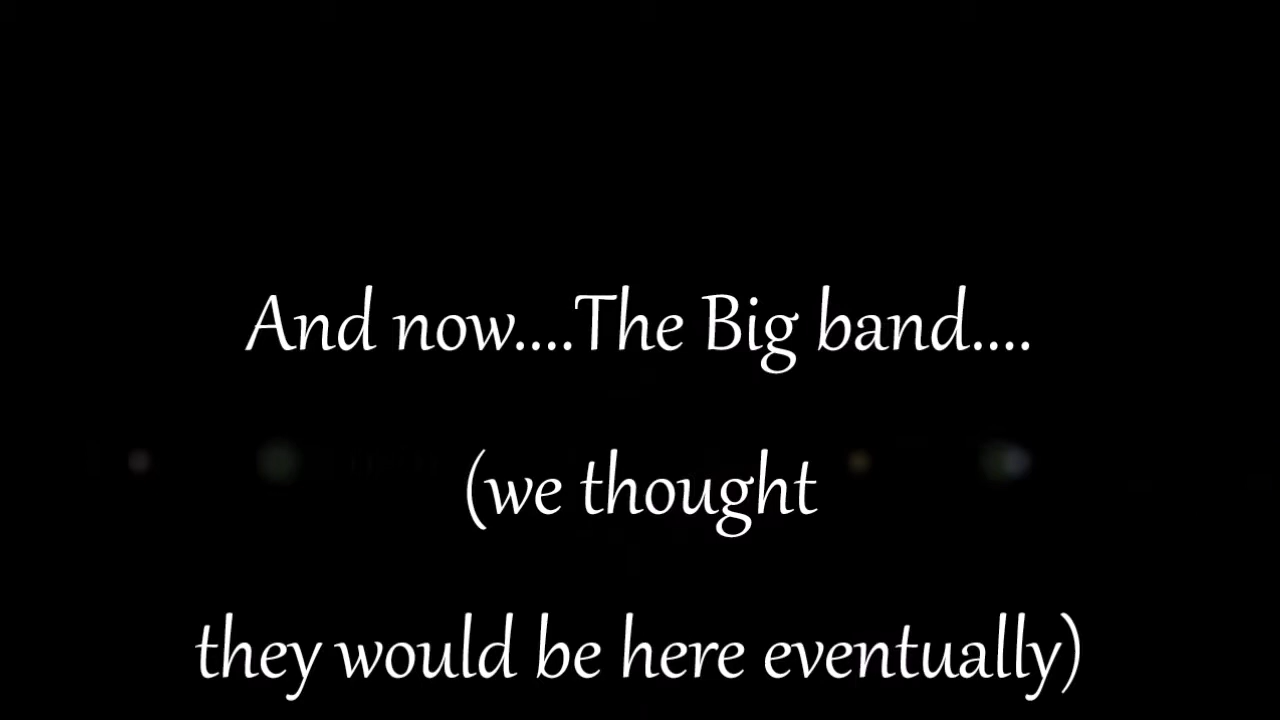 And now....The Big band....
(we thought
they would be here eventually)